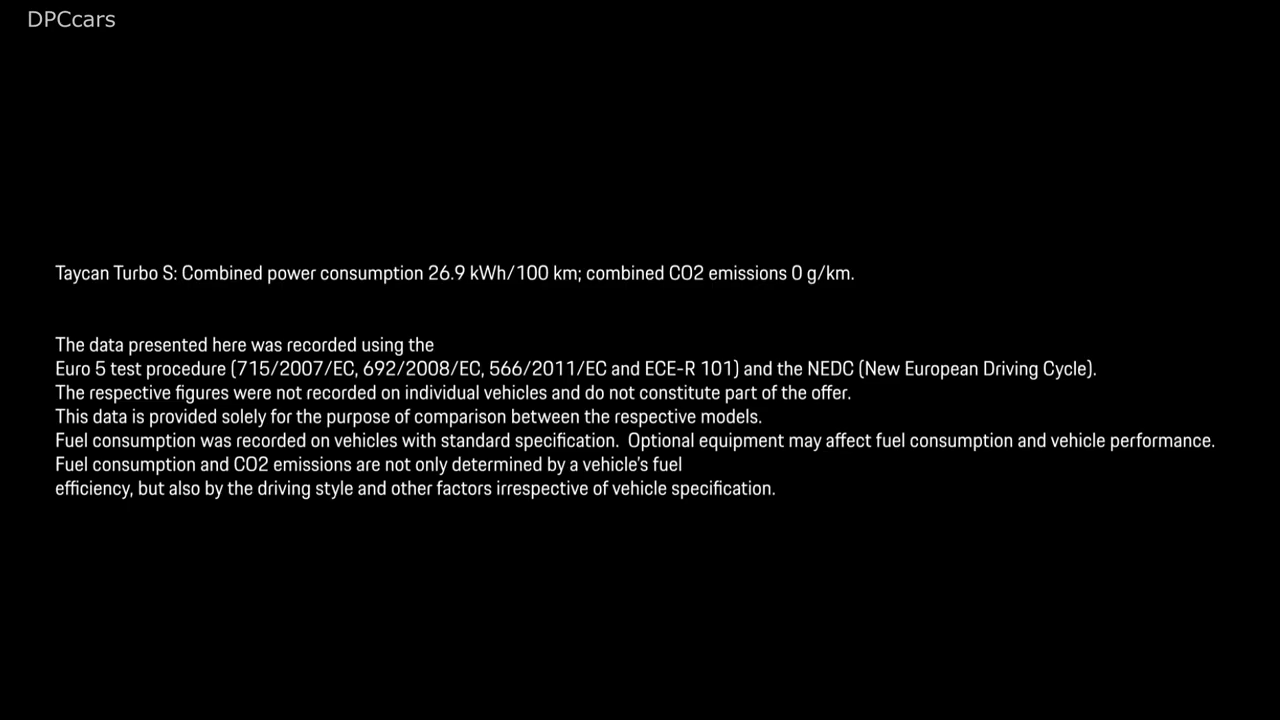 DPCcars
Taycan Turbo S: Combined power consumption 26.9 kWh/100 km; combined CO2 emissions 0 g/km.
The data presented here was recorded using the
Euro 5 test procedure (715/2007/EC, 692/2008/EC, 566/2011/EC and ECE-R 101) and the NEDC (New European Driving Cycle).
The respective figures were not recorded on individual vehicles and do not constitute part of the offer.
This data is provided solely for the purpose of comparison between the respective models.
Fuel consumption was recorded on vehicles with standard specification.  Optional equipment may affect fuel consumption and vehicle performance.
Fuel consumption and CO2 emissions are not only determined by a vehicle's fuel
efficiency, but also by the driving style and other factors irrespective of vehicle specification.